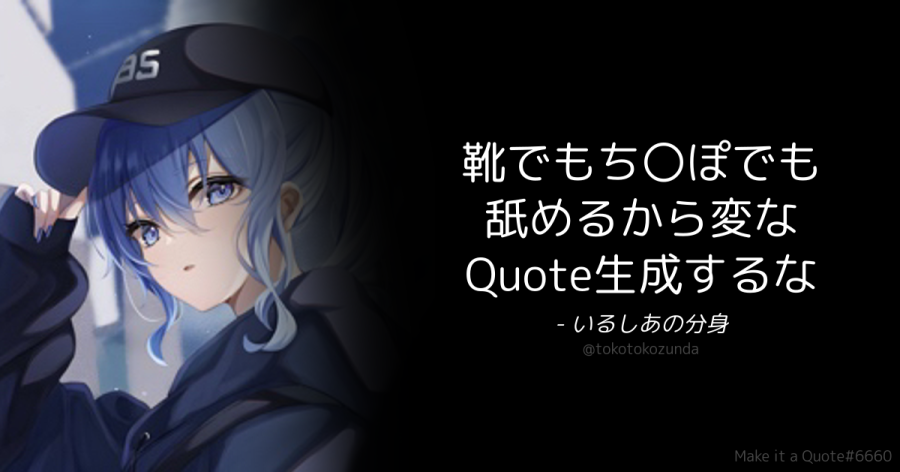 as
靴でもち〇ぽでも
舐めるから変な
Quote生成するな
- いるしあの分身
@tokotokozunda
Make it a Quote#6660